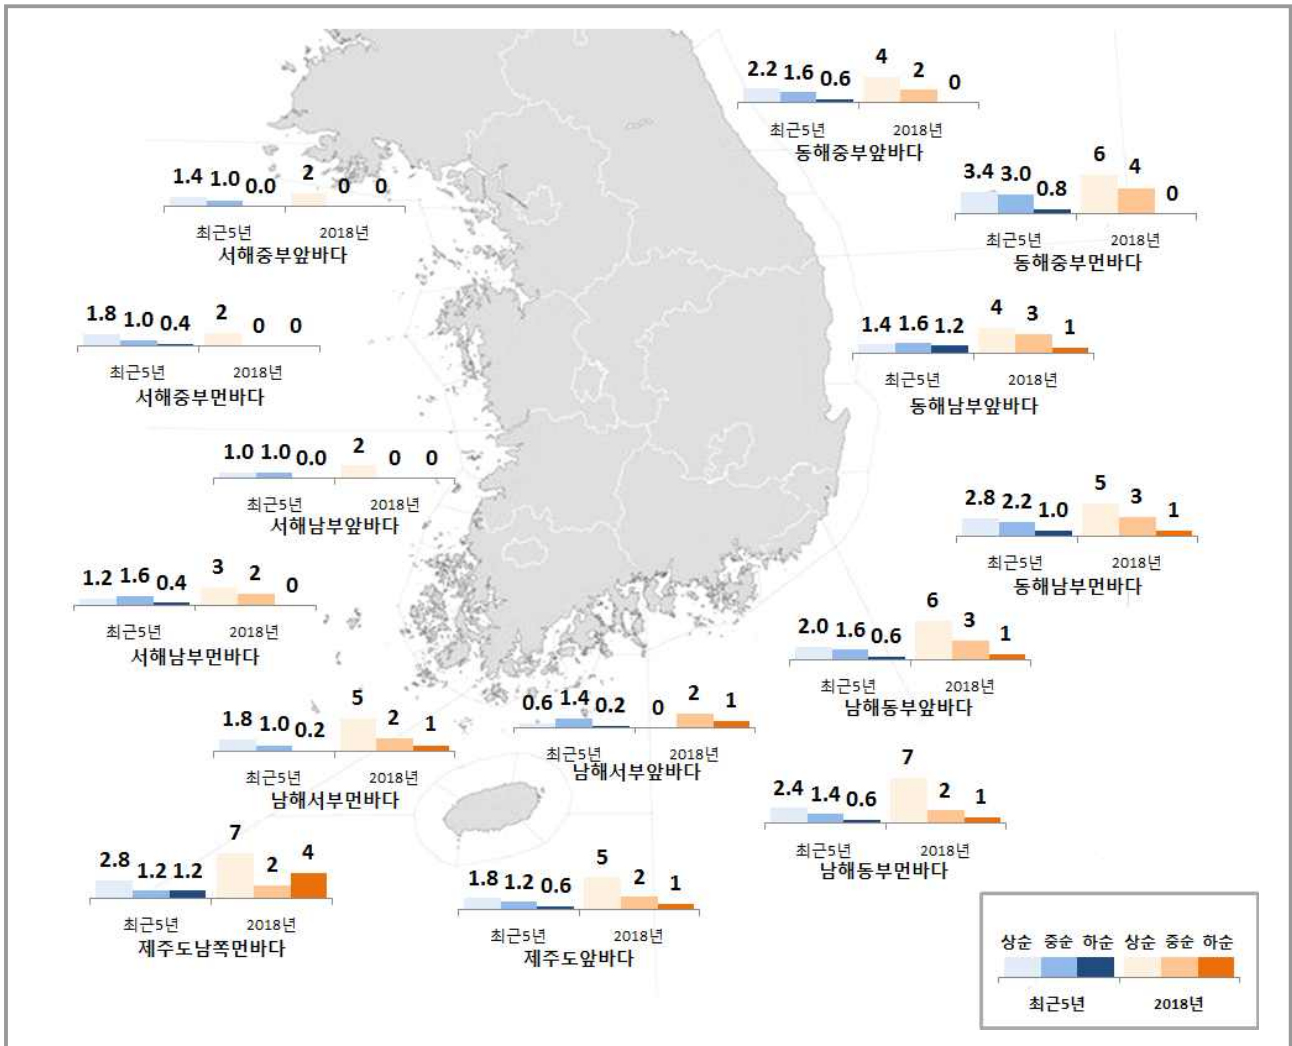 2.2 1.6 0.6 4 2 0
최근5년 2018년
동해중부앞바다
3.4 3.0 0.8 6 4 0
최근5년 2018년
동해중부먼바다
1.4 1.0 0.0 2 0 0
최근5년 2018년
서해중부앞바다
1.8 1.0 0.4 2 0 0
최근5년 2018년
서해중부먼바다
1.4 1.6 1.2 4 3 1
최근5년 2018년
동해남부앞바다
1.0 1.0 0.0 2 0 0
최근5년 2018년
서해남부앞바다
2.8 2.2 1.0 5 3 1
최근5년 2018년
동해남부먼바다
1.2 1.6 0.4 3 2 0
최근5년 2018년
서해남부먼바다
2.0 1.6 0.6 6 3 1
최근5년 2018년
남해동부앞바다
1.8 1.0 0.2 5 2 1
최근5년 2018년
남해서부먼바다
0.6 1.4 0.2 0 2 1
최근5년 2018년
남해서부앞바다
2.4 1.4 0.6 7 2 1
최근5년 2018년
남해동부먼바다
2.8 1.2 1.2 7 2 4
최근5년 2018년
제주도남쪽먼바다
1.8 1.2 0.6 5 2 1
최근5년 2018년
제주도앞바다
상순 중순 하순 상순 중순 하순
최근5년 2018년